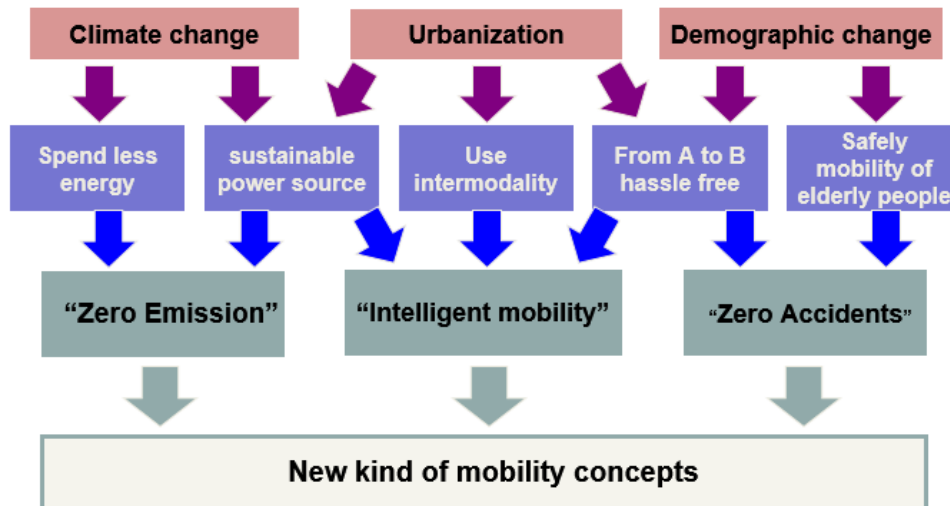 Climate change
Urbanization
Demographic change
Spend less
energy
sustainable
power source
Use
intermodality
From A to B
hassle free
Safely
mobility of
elderly people
“Zero Emission”
“Intelligent mobility”
“Zero Accidents”
New kind of mobility concepts